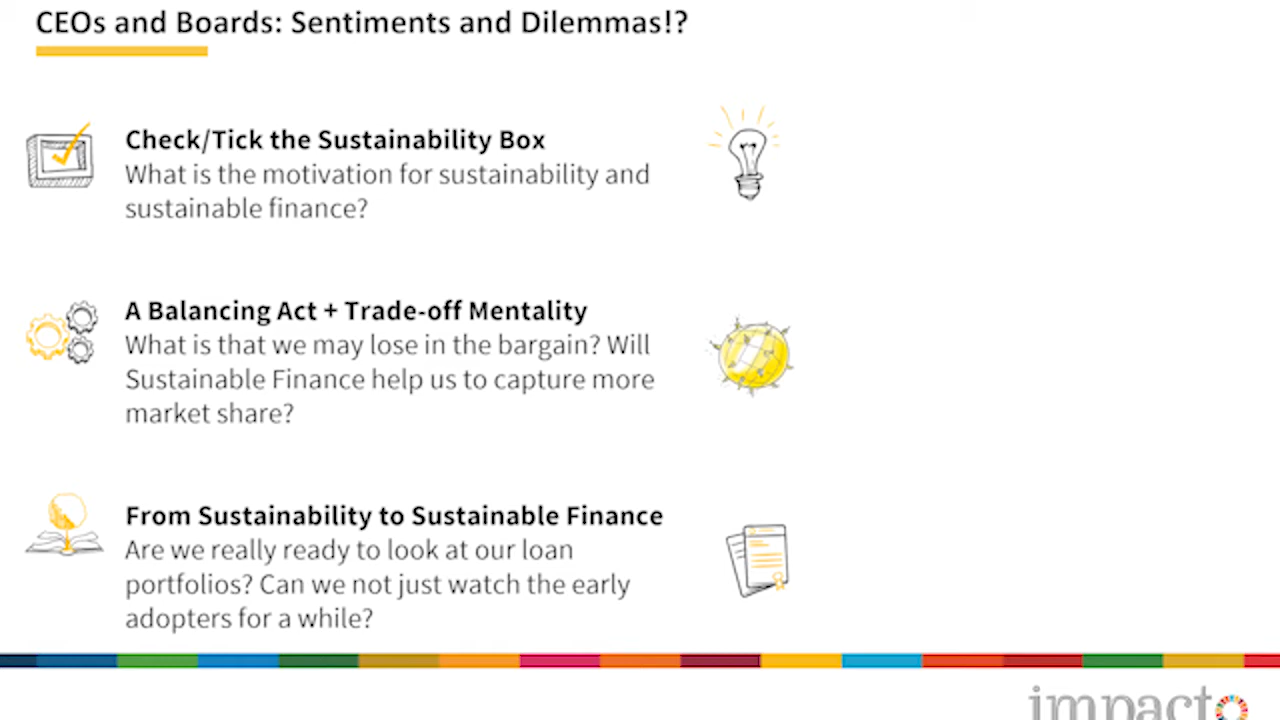 CEOs and Boards: Sentiments and Dilemmas!?
Check/Tick the Sustainability Box
What is the motivation for sustainability and
sustainable finance?
A Balancing Act + Trade-off Mentality
What is that we may lose in the bargain? Will
Sustainable Finance help us to capture more
market share?
From Sustainability to Sustainable Finance
Are we really ready to look at our loan
portfolios? Can we not just watch the early
adopters for a while?
impacto